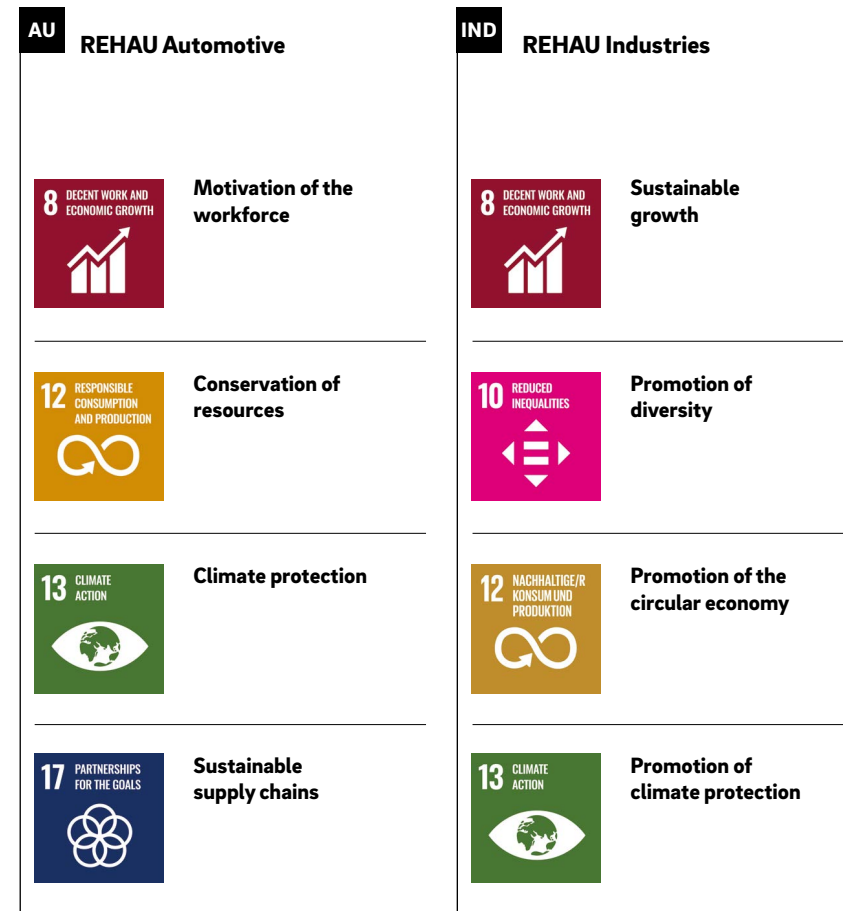 AU
REHAU Automotive
8 DECENT WORK AND
ECONOMIC GROWTH
Motivation of the
workforce
12 RESPONSIBLE
CONSUMPTION
AND PRODUCTION
Conservation of
resources
13 CLIMATE
ACTION
Climate protection
17 PARTNERSHIPS
FOR THE GOALS
Sustainable
supply chains
IND
REHAU Industries
8 DECENT WORK AND
ECONOMIC GROWTH
Sustainable
growth
10 REDUCED
INEQUALITIES
Promotion of
diversity
12 NACHHALTIGE/R
KONSUM UND
PRODUKTION
Promotion of the
circular economy
13 CLIMATE
ACTION
Promotion of
climate protection